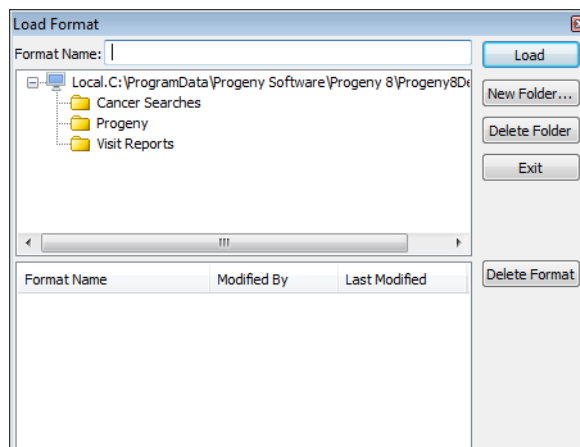 Load Format
Format Name:
Load
Local.C:\ProgramData\Progeny Software\Progeny 8\Progeny8De
New Folder...
Cancer Searches
Progeny
Delete Folder
Visit Reports
Exit
Format Name Modified By Last Modified
Delete Format